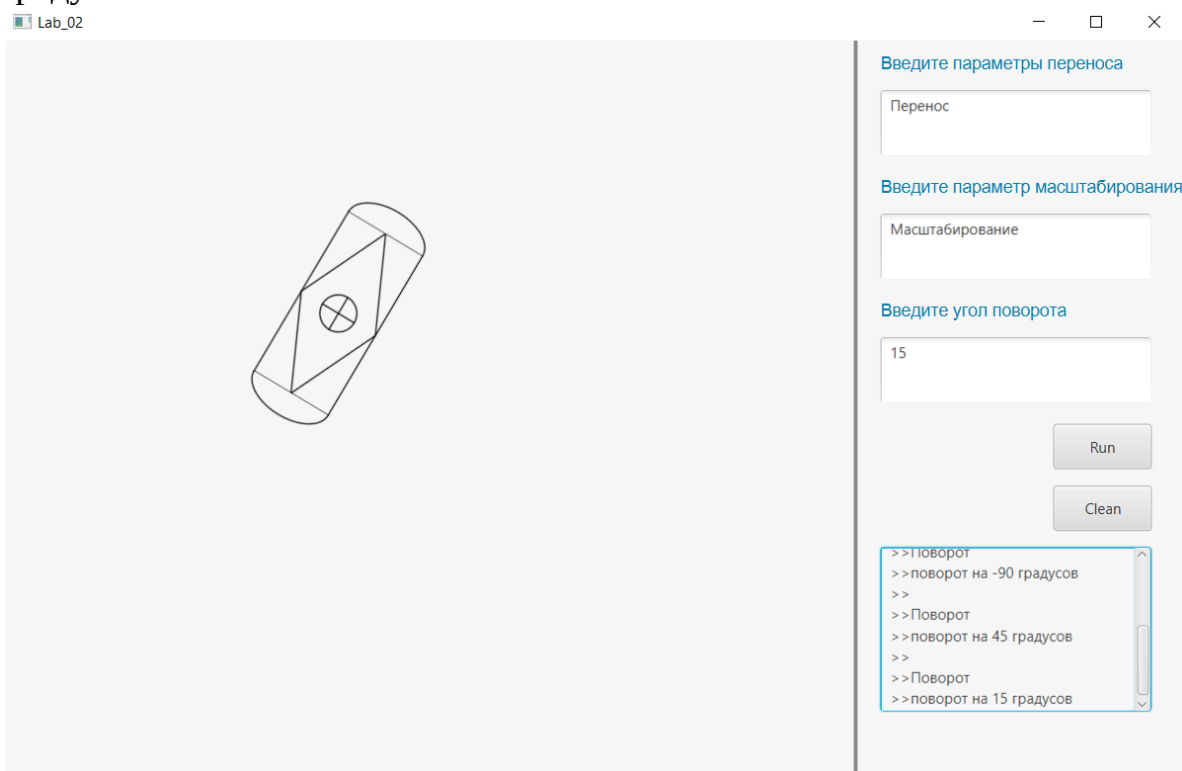 Lab_02
Введите параметры переноса
Перенос
Введите параметр масштабирования
Масштабирование
Введите угол поворота
15
Run
Clean
>>Поворот
>>поворот на -90 градусов
>>
>>Поворот
>>поворот на 45 градусов
>>
>>Поворот
>>поворот на 15 градусов